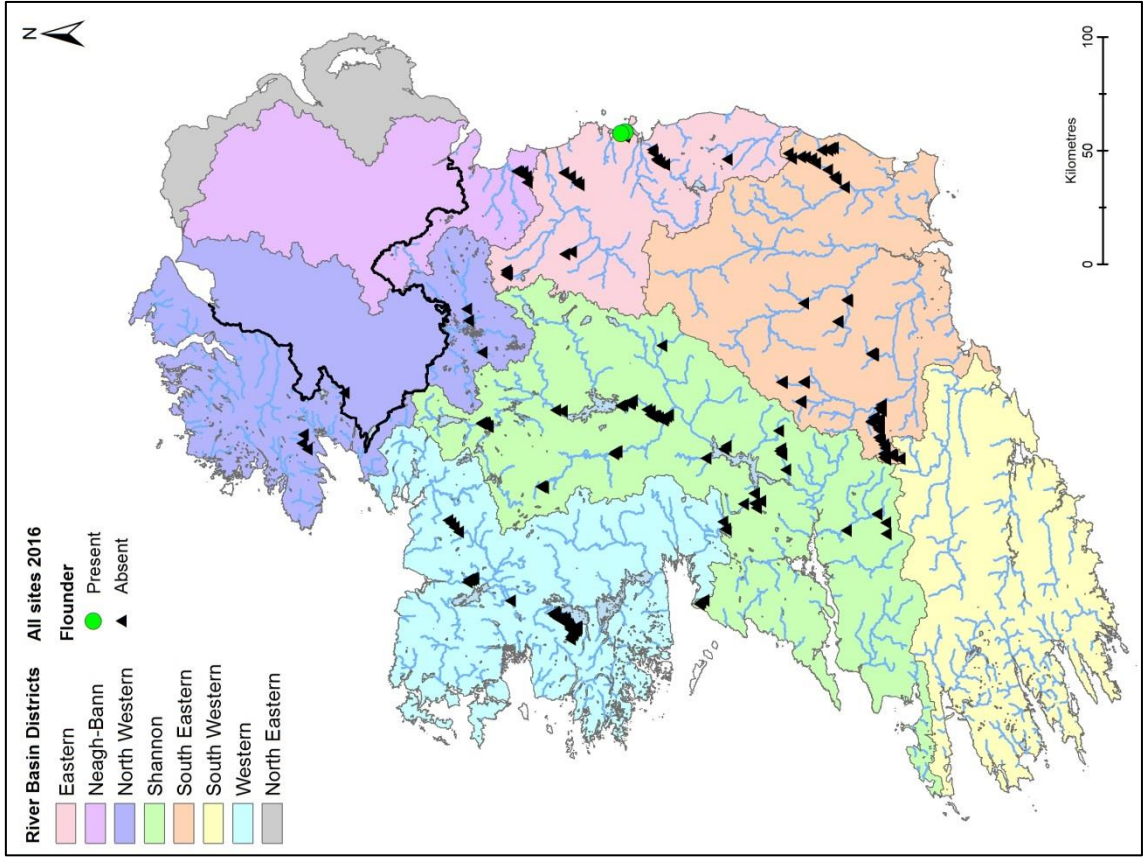 River Basin Districts
Eastern
Neagh-Bann
North Western
Shannon
South Eastern
South Western
Western
North Eastern
All sites 2016
Flounder
Present
Absent
N
0 50 100
Kilometres